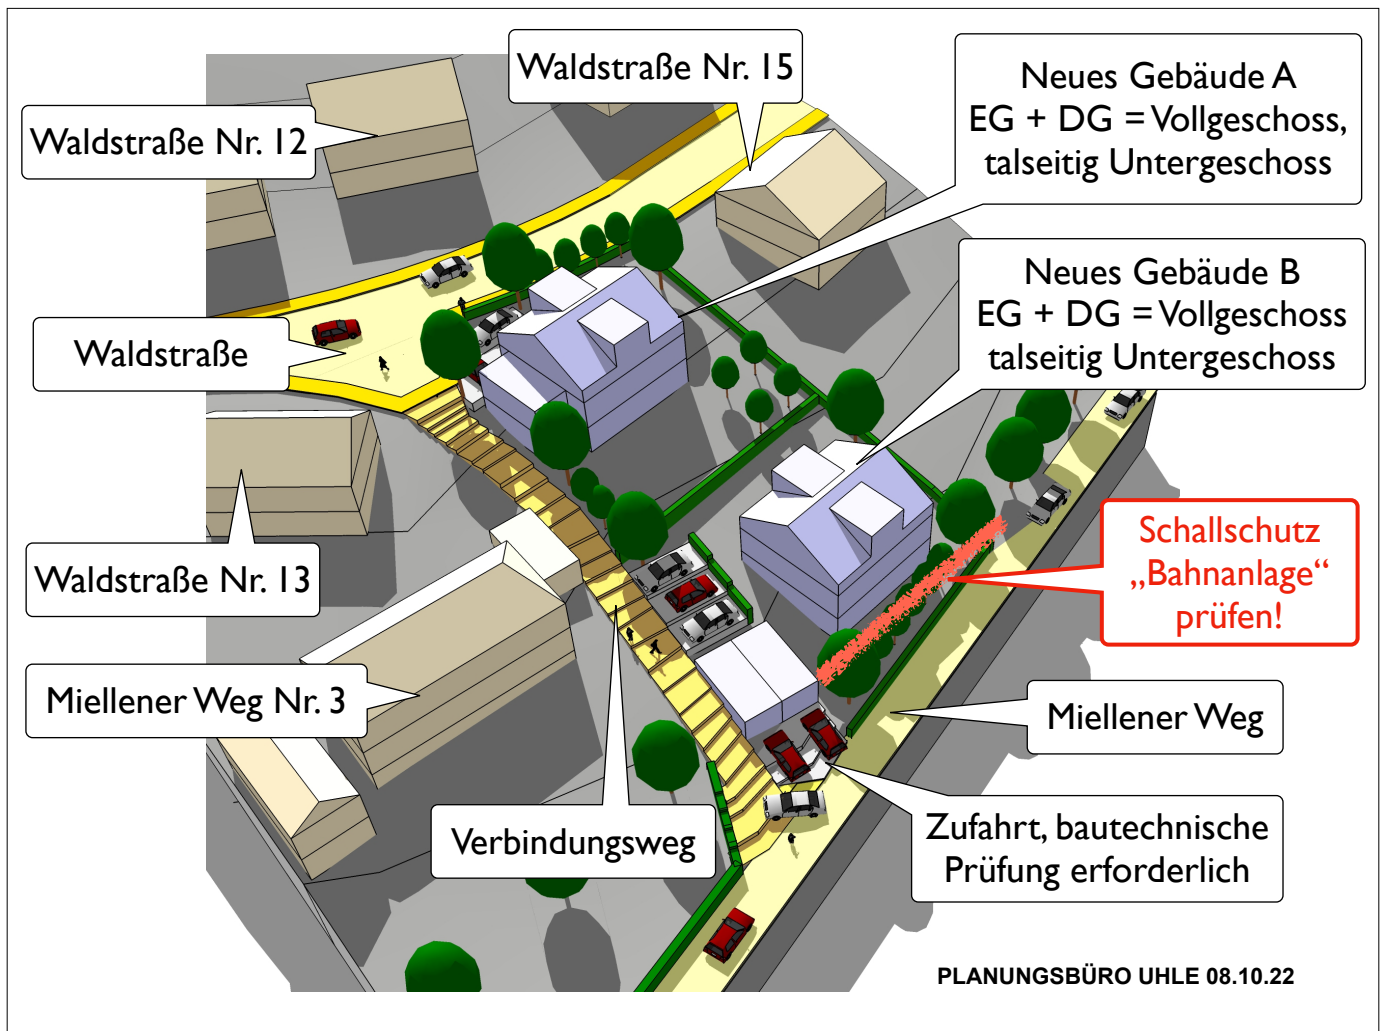 Waldstraße Nr. 15
Neues Gebäude A
EG + DG = Vollgeschoss,
talseitig Untergeschoss
Waldstraße Nr. 12
Neues Gebäude B
EG + DG = Vollgeschoss
talseitig Untergeschoss
Waldstraße
Schallschutz
„Bahnanlage“
prüfen!
Waldstraße Nr. 13
Miellener Weg Nr. 3
Miellener Weg
Verbindungsweg
Zufahrt, bautechnische
Prüfung erforderlich
PLANUNGSBÜRO UHLE 08.10.22